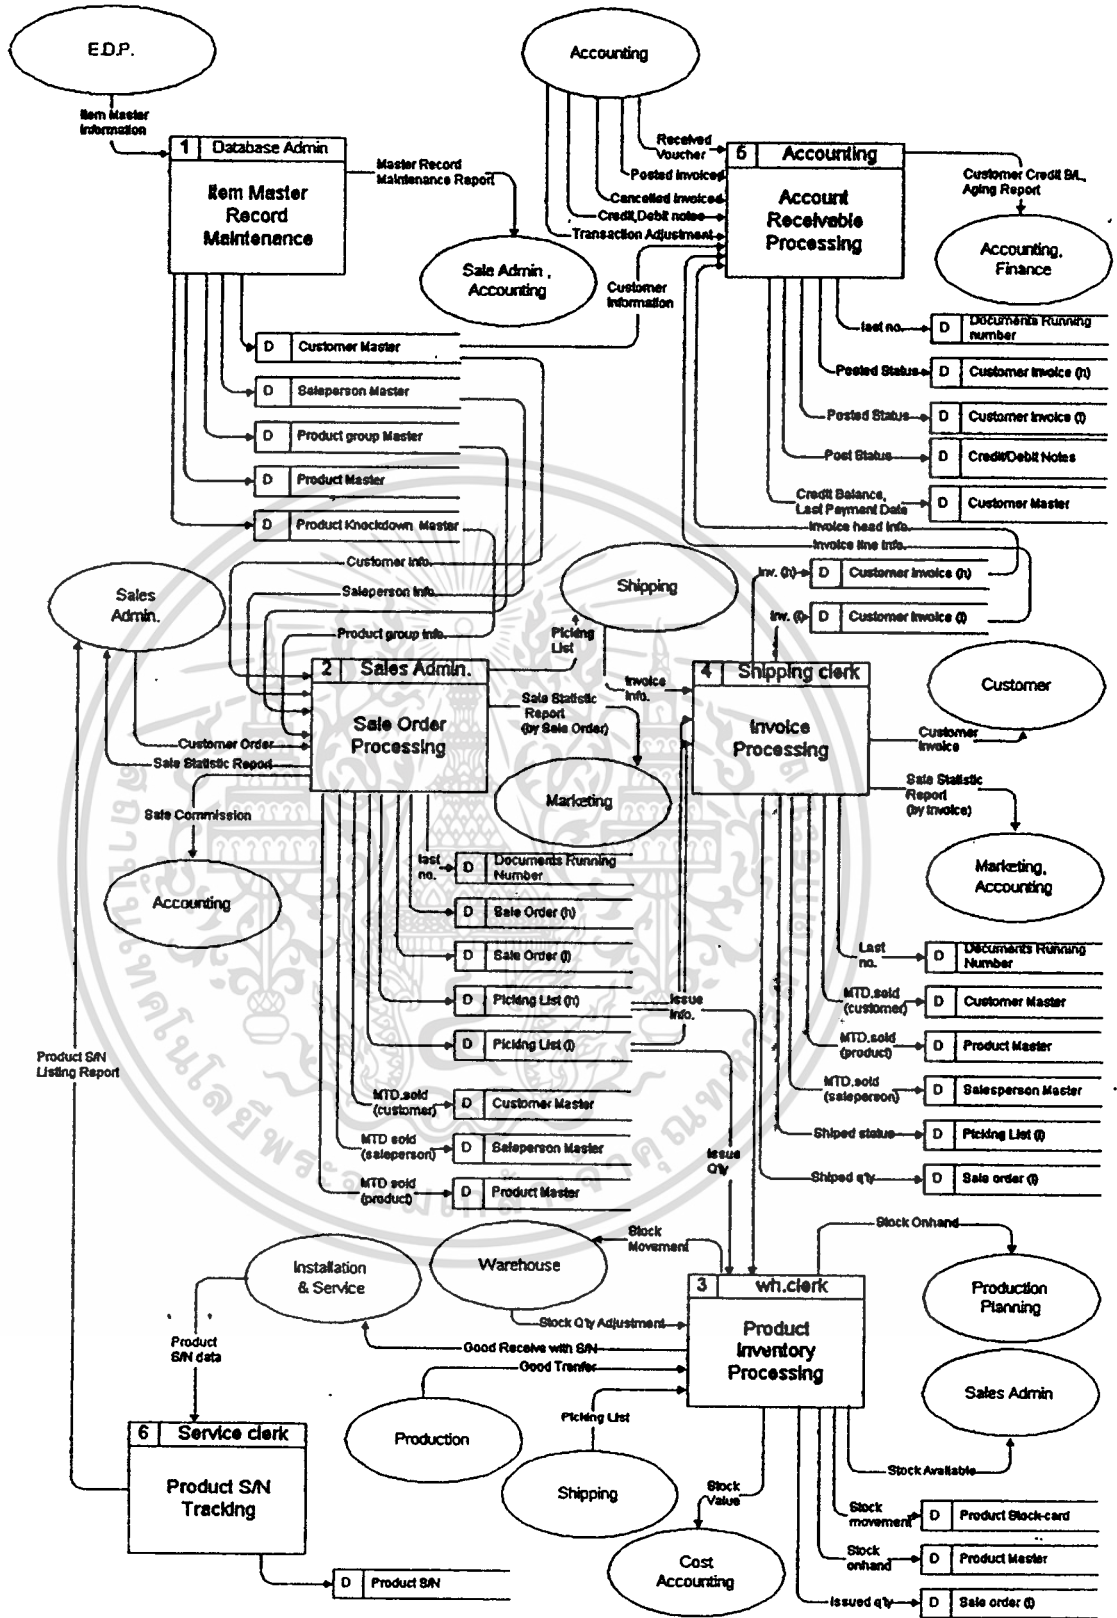 E.D.P.
Accounting
Item Master
Information
1 Database Admin
Item Master
Record
Maintenance
Master Record
Maintenance Report
Sale Admin ,
Accounting
Received
Voucher
Posted Invoiced
Cancelled Invoiced
Credit,Debit notes
Transaction Adjustment
Customer
Information
5 Accounting
Account
Receivable
Processing
Customer Credit B/L,
Aging Report
Accounting,
Finance
D Customer Master
D Saleperson Master
D Product group Master
D Product Master
D Product Knockdown Master
last no.
D Documents Running
number
Posted Status
D Customer Invoice (h)
Posted Status
D Customer Invoice (l)
Post Status
D Credit/Debit Notes
Credit Balance,
Last Payment Date
D Customer Master
Invoice head Info.
Invoice line Info.
Customer Info.
Saleperson Info.
Product group Info.
Sales
Admin.
Shipping
Inv. (h)
D Customer Invoice (h)
Inv. (l)
D Customer Invoice (l)
Picking
List
2 Sales Admin.
Sale Order
Processing
Invoice
Info.
Sale Statistic
Report
(by Sale Order)
4 Shipping clerk
Invoice
Processing
Customer
Customer
Invoice
Customer Order
Sale Statistic Report
Sale Commission
Accounting
Marketing
Sale Statistic
Report
(by Invoice)
Marketing,
Accounting
last
no.
D Documents Running
Number
D Sale Order (h)
D Sale Order (l)
D Picking List (h)
D Picking List (l)
Issue
Info.
MTD.sold
(customer)
D Customer Master
MTD sold
(saleperson)
D Saleperson Master
MTD sold
(product)
D Product Master
Last
no.
D Documents Running
Number
MTD.sold
(customer)
D Customer Master
MTD.sold
(product)
D Product Master
MTD.sold
(saleperson)
D Salesperson Master
Shiped status
D Picking List (l)
Shiped q'ty
D Sale order (l)
Issue
Q'ty
Product S/N
Listing Report
Installation
& Service
Warehouse
Stock
Movement
Stock Q'ty Adjustment
Good Receive with S/N
Good Tranfer
Product
S/N data
Production
Picking List
Shipping
3 wh.clerk
Product
Inventory
Processing
Stock Onhand
Production
Planning
Sales Admin
Stock Available
Stock
Value
Cost
Accounting
6 Service clerk
Product S/N
Tracking
D Product S/N
Stock
movement
D Product Stock-card
Stock
onhand
D Product Master
Issued q'ty
D Sale order (l)